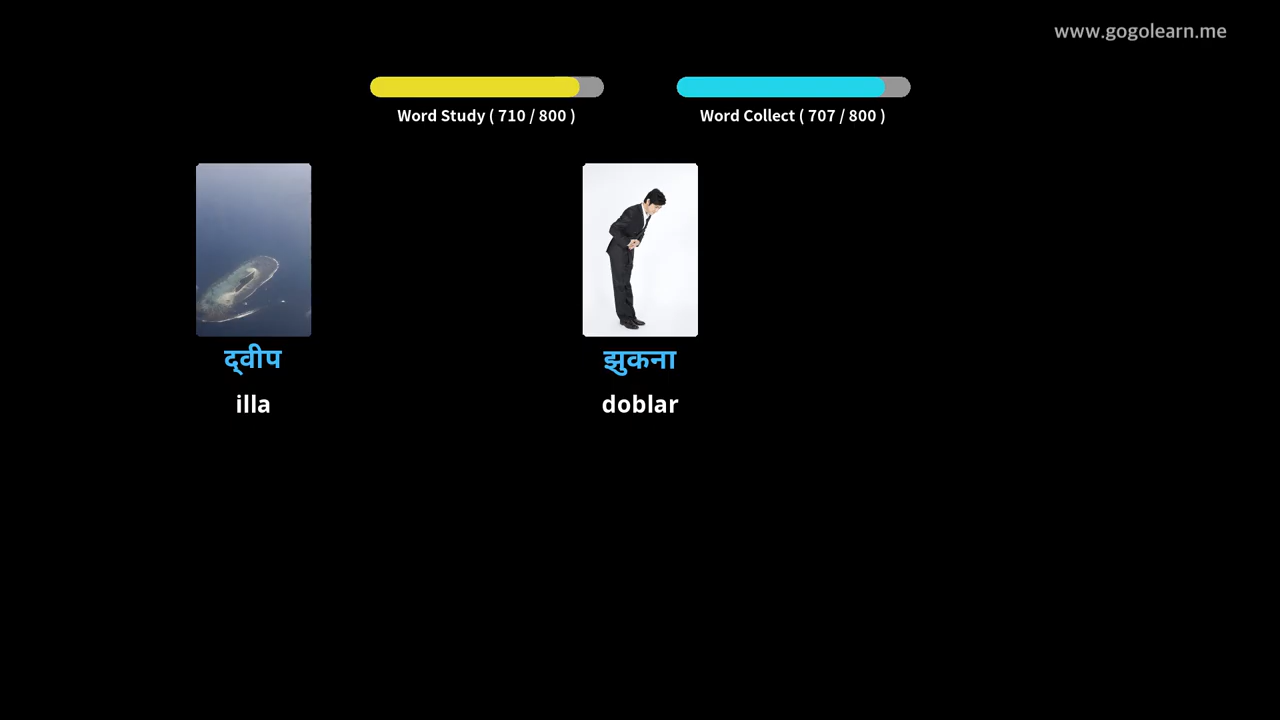 www.gogolearn.me
Word Study ( 710 / 800 )
Word Collect ( 707 / 800 )
द्वीप
झुकना
illa
doblar